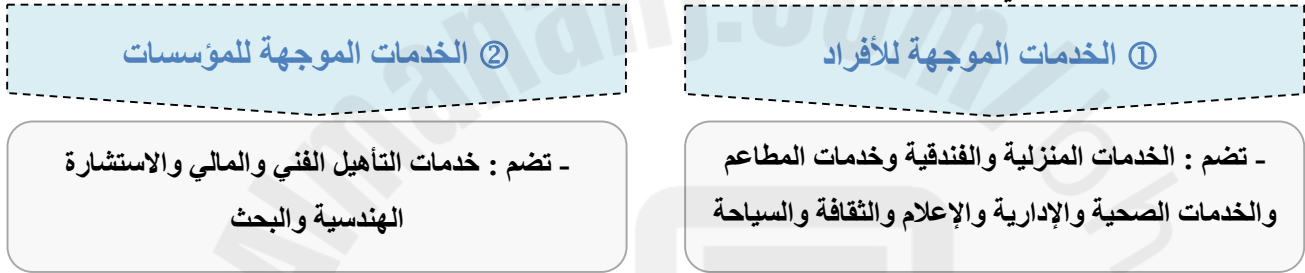 ① الخدمات الموجهة للأفراد
② الخدمات الموجهة للمؤسسات
- تضم : الخدمات المنزلية والفندقية وخدمات المطاعم
والخدمات الصحية والإدارية والإعلام والثقافة والسياحة
- تضم : خدمات التأهيل الفني والمالي والاستشارة
الهندسية والبحث